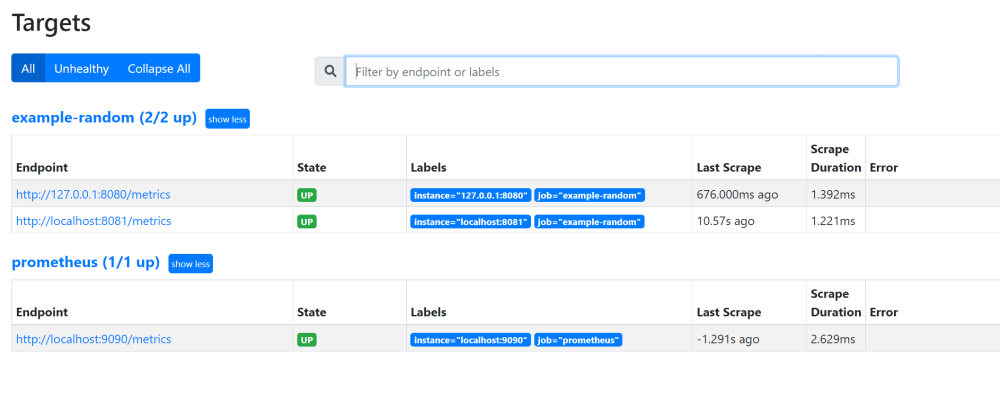 Targets
All Unhealthy Collapse All Filter by endpoint or labels
example-random (2/2 up) show less
Endpoint State Labels Last Scrape Scrape Duration Error
http://127.0.0.1:8080/metrics UP instance="127.0.0.1:8080" job="example-random" 676.000ms ago 1.392ms
http://localhost:8081/metrics UP instance="localhost:8081" job="example-random" 10.57s ago 1.221ms
prometheus (1/1 up) show less
Endpoint State Labels Last Scrape Scrape Duration Error
http://localhost:9090/metrics UP instance="localhost:9090" job="prometheus" -1.291s ago 2.629ms